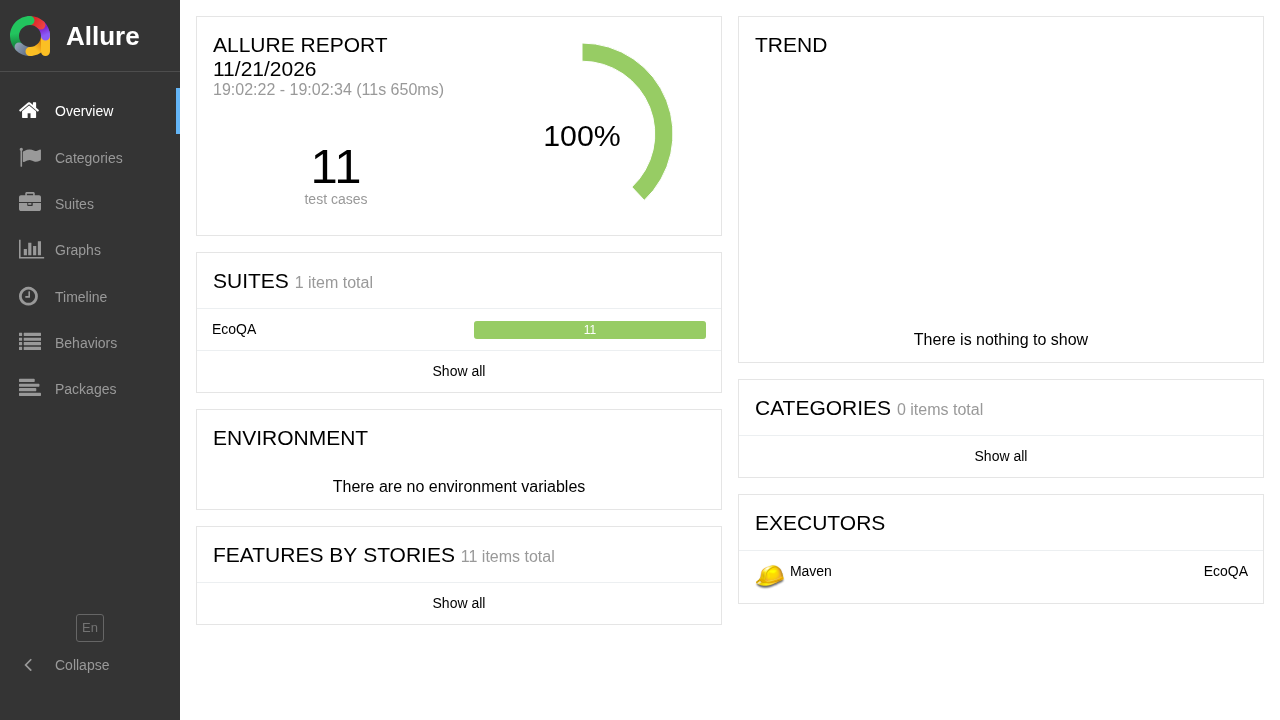 Allure
Overview
Categories
Suites
Graphs
Timeline
Behaviors
Packages
En
Collapse
ALLURE REPORT
11/21/2026
19:02:22 - 19:02:34 (11s 650ms)
11
test cases
100%
SUITES 1 item total
EcoQA 11
Show all
ENVIRONMENT
There are no environment variables
FEATURES BY STORIES 11 items total
Show all
TREND
There is nothing to show
CATEGORIES 0 items total
Show all
EXECUTORS
Maven EcoQA